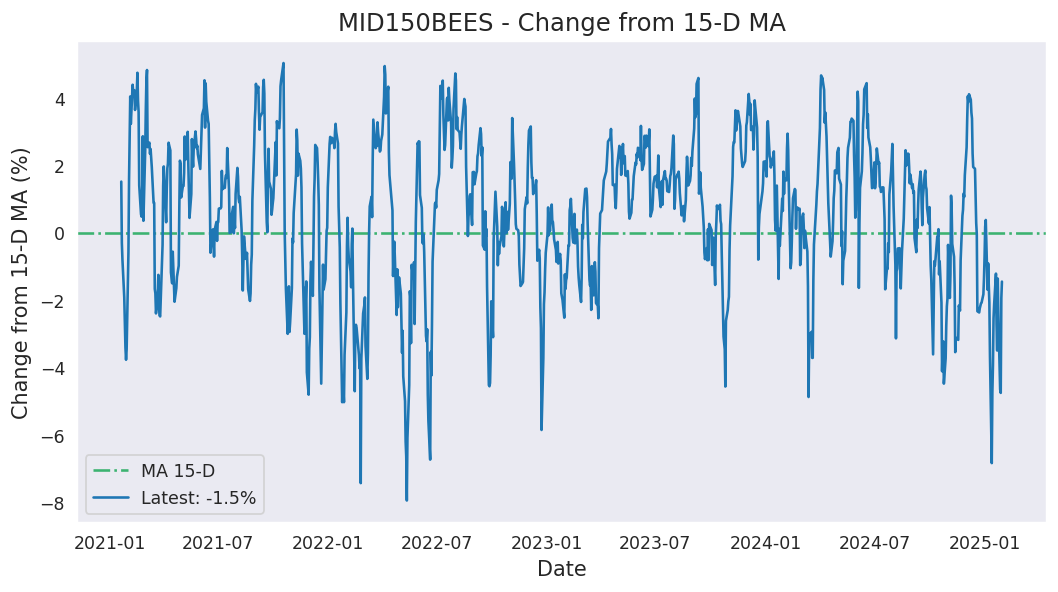 MID150BEES - Change from 15-D MA
Change from 15-D MA (%)
4
2
0
−2
−4
−6
−8
MA 15-D
Latest: -1.5%
2021-01 2021-07 2022-01 2022-07 2023-01 2023-07 2024-01 2024-07 2025-01
Date